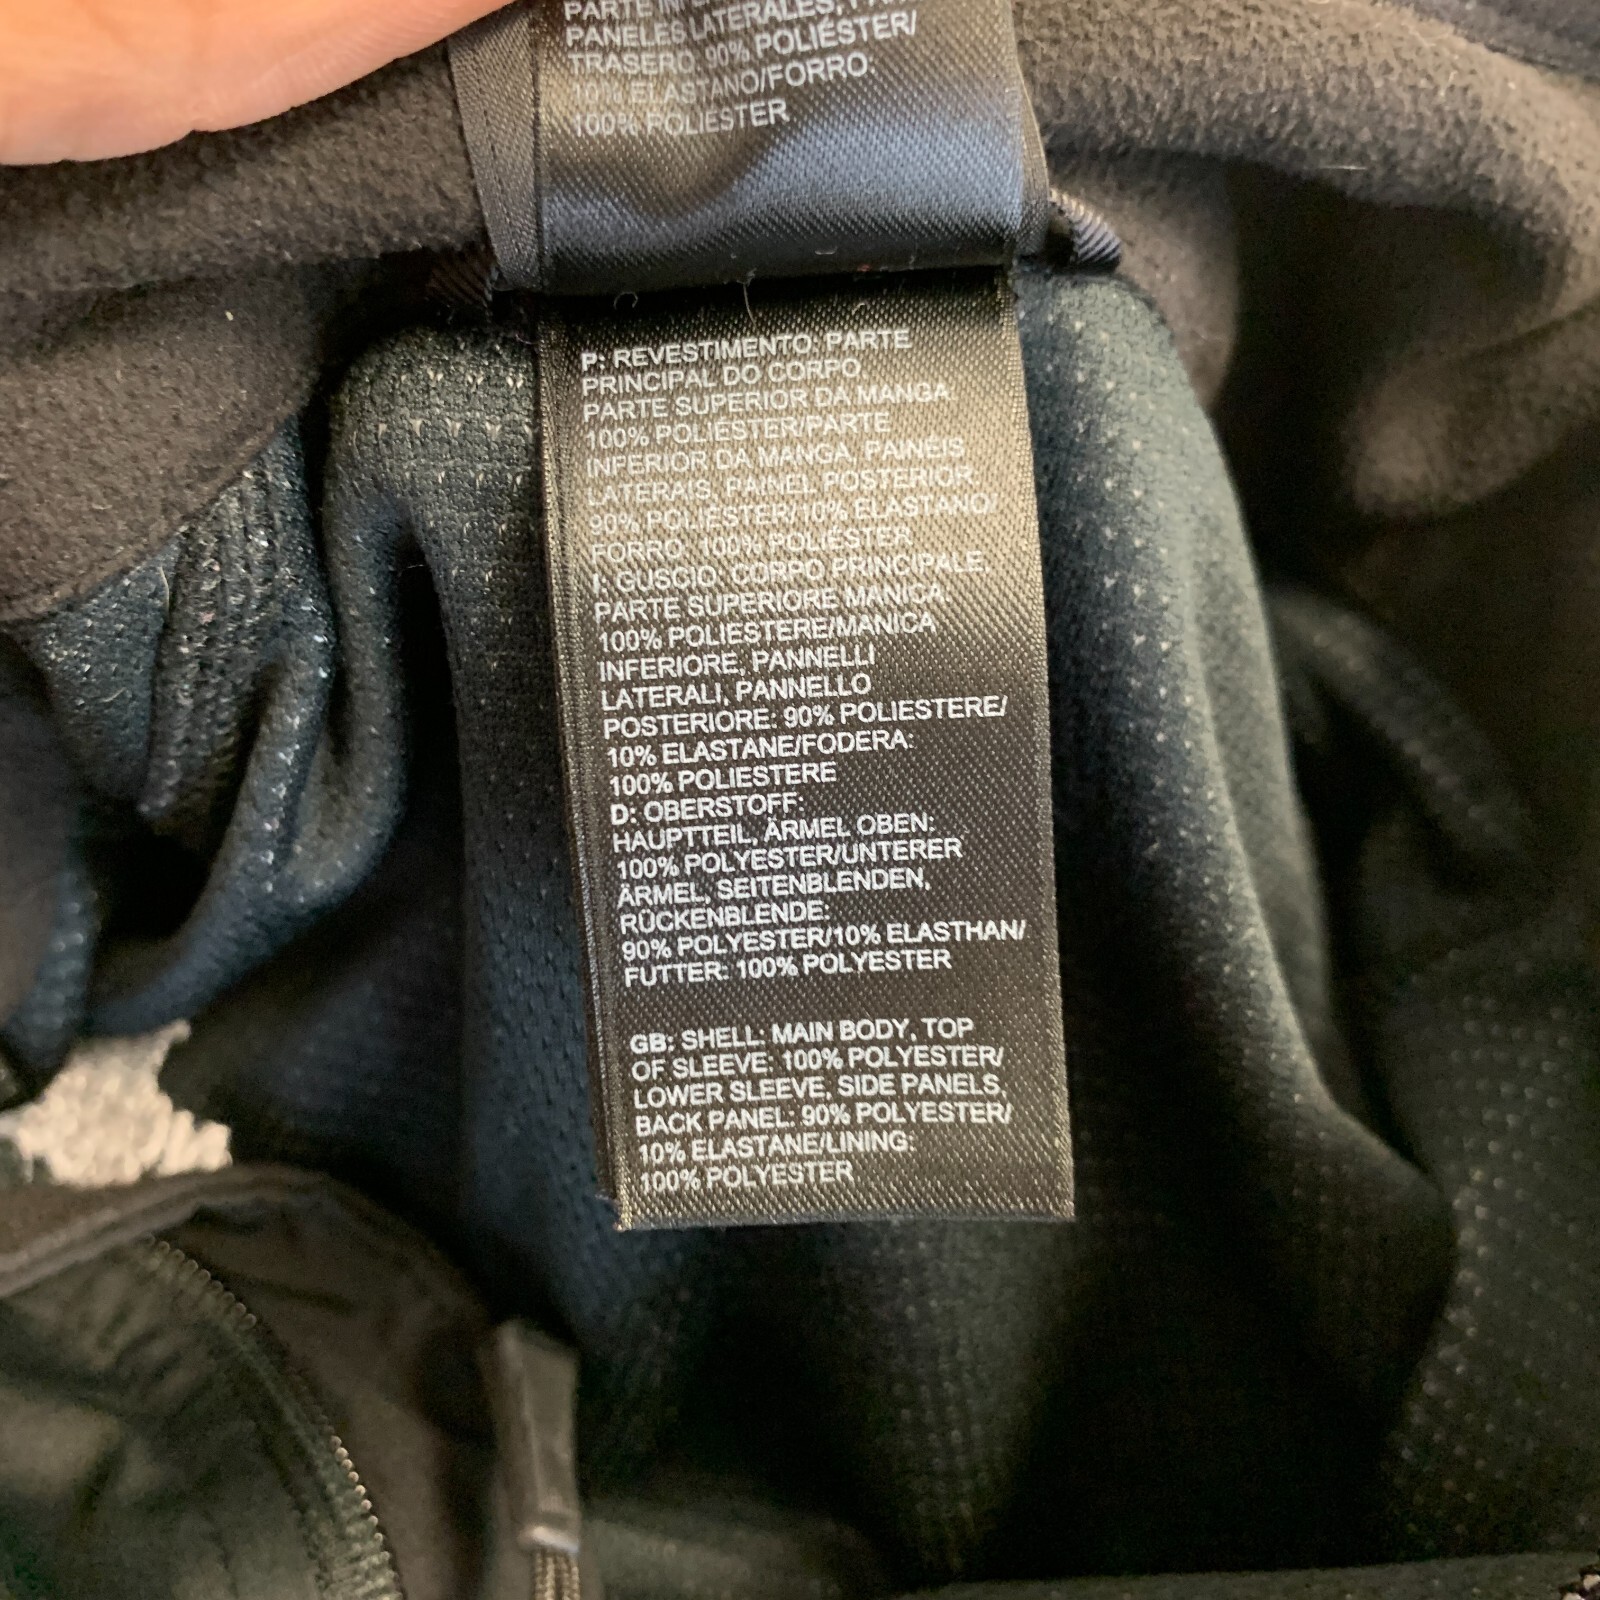 PANELES LATERALES,
TRASERO: 90% POLIÉSTER/
10% ELASTANO/FORRO:
100% POLIÉSTER
P: REVESTIMENTO: PARTE
PRINCIPAL DO CORPO,
PARTE SUPERIOR DA MANGA
100% POLIÉSTER/PARTE
INFERIOR DA MANGA, PAINÉIS
LATERAIS, PAINEL POSTERIOR:
90% POLIÉSTER/10% ELASTANO/
FORRO: 100% POLIÉSTER
I: GUSCIO: CORPO PRINCIPALE,
PARTE SUPERIORE MANICA:
100% POLIESTERE/MANICA
INFERIORE, PANNELLI
LATERALI, PANNELLO
POSTERIORE: 90% POLIESTERE/
10% ELASTANE/FODERA:
100% POLIESTERE
D: OBERSTOFF:
HAUPTTEIL, ÄRMEL OBEN:
100% POLYESTER/UNTERER
ÄRMEL, SEITENBLENDEN,
RÜCKENBLENDE:
90% POLYESTER/10% ELASTHAN/
FUTTER: 100% POLYESTER
GB: SHELL: MAIN BODY, TOP
OF SLEEVE: 100% POLYESTER/
LOWER SLEEVE, SIDE PANELS,
BACK PANEL: 90% POLYESTER/
10% ELASTANE/LINING:
100% POLYESTER